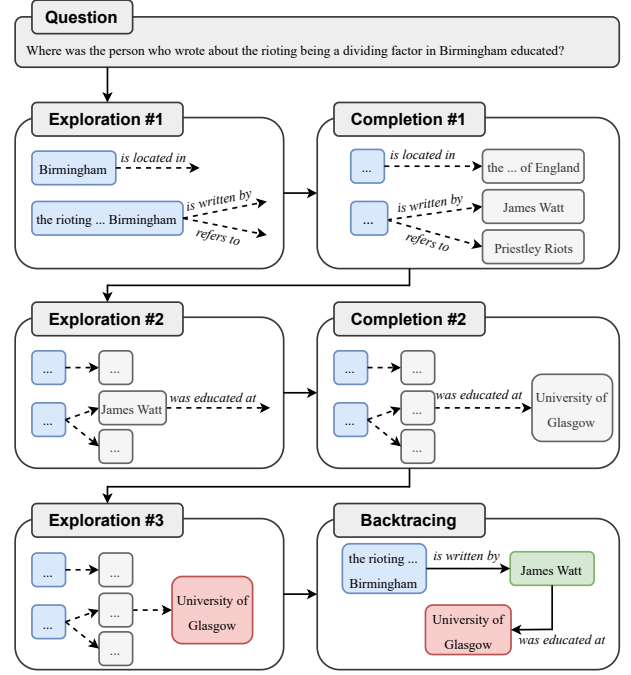 Question
Where was the person who wrote about the rioting being a dividing factor in Birmingham educated?
Exploration #1
Birmingham
is located in
the rioting ... Birmingham
is written by
refers to
Completion #1
...
is located in
the ... of England
...
is written by
James Watt
refers to
Priestley Riots
Exploration #2
...
...
...
James Watt
was educated at
...
Completion #2
...
...
...
...
was educated at
University of
Glasgow
...
Exploration #3
...
...
...
...
University of
Glasgow
...
Backtracing
the rioting ...
Birmingham
is written by
James Watt
University of
Glasgow
was educated at